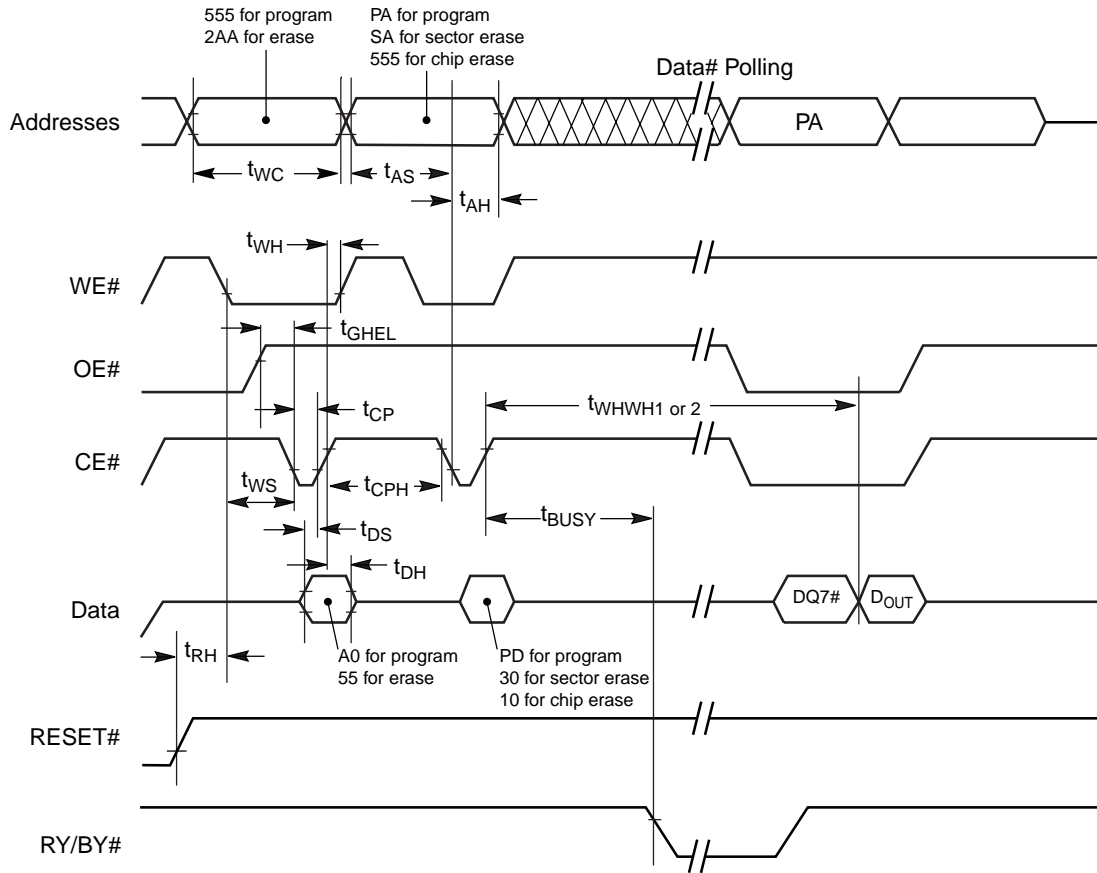 555 for program
2AA for erase
PA for program
SA for sector erase
555 for chip erase
Data# Polling
Addresses
PA
tWC
tAS
tAH
tWH
WE#
tGHEL
OE#
tWHWH1 or 2
tCP
CE#
tWS
tCPH
tBUSY
tDS
tDH
Data
DQ7#
DOUT
tRH
A0 for program
55 for erase
PD for program
30 for sector erase
10 for chip erase
RESET#
RY/BY#